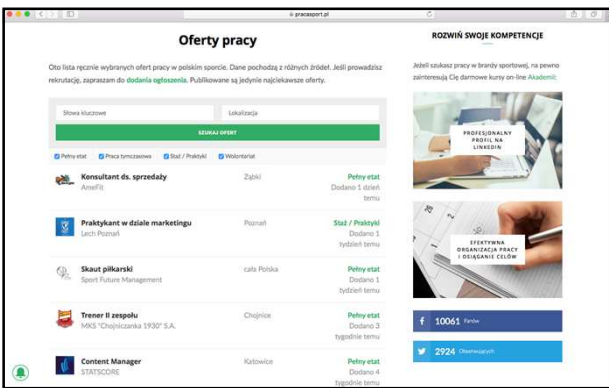 pracasport.pl
Oferty pracy
Oto lista ręcznie wybranych ofert pracy w polskim sporcie. Dane pochodzą z różnych źródeł. Jeśli prowadzisz
rekrutację, zapraszam do dodania ogłoszenia. Publikowane są jedynie najciekawsze oferty.
Słowa kluczowe
Lokalizacja
SZUKAJ OFERT
Pełny etat Praca tymczasowa Staż / Praktyki Wolontariat
Konsultant ds. sprzedaży Ząbki Pełny etat
AmeFit Dodano 1 dzień
temu
Praktykant w dziale marketingu Poznań Staż / Praktyki
Lech Poznań Dodano 1
tydzień temu
Skaut piłkarski cała Polska Pełny etat
Sport Future Management Dodano 1
tydzień temu
Trener II zespołu Chojnice Pełny etat
MKS "Chojniczanka 1930" S.A. Dodano 3
tygodnie temu
Content Manager Katowice Pełny etat
STATSCORE Dodano 4
tygodnie temu
ROZWIŃ SWOJE KOMPETENCJE
Jeżeli szukasz pracy w branży sportowej, na pewno
zainteresują Cię darmowe kursy on-line Akademii:
PROFESJONALNY
PROFIL NA
LINKEDIN
EFEKTYWNA
ORGANIZACJA PRACY
I OSIĄGANIE CELÓW
10061 Fanów
2924 Obserwujących